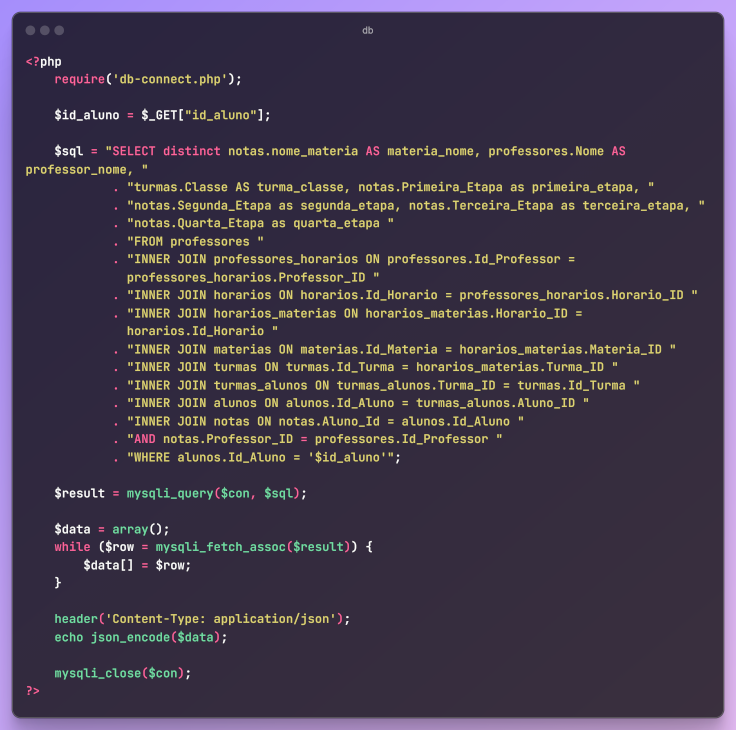 db
<?php
require('db-connect.php');
$id_aluno = $_GET["id_aluno"];
$sql = "SELECT distinct notas.nome_materia AS materia_nome, professores.Nome AS
professor_nome, "
. "turmas.Classe AS turma_classe, notas.Primeira_Etapa as primeira_etapa, "
. "notas.Segunda_Etapa as segunda_etapa, notas.Terceira_Etapa as terceira_etapa, "
. "notas.Quarta_Etapa as quarta_etapa "
. "FROM professores "
. "INNER JOIN professores_horarios ON professores.Id_Professor =
professores_horarios.Professor_ID "
. "INNER JOIN horarios ON horarios.Id_Horario = professores_horarios.Horario_ID "
. "INNER JOIN horarios_materias ON horarios_materias.Horario_ID =
horarios.Id_Horario "
. "INNER JOIN materias ON materias.Id_Materia = horarios_materias.Materia_ID "
. "INNER JOIN turmas ON turmas.Id_Turma = horarios_materias.Turma_ID "
. "INNER JOIN turmas_alunos ON turmas_alunos.Turma_ID = turmas.Id_Turma "
. "INNER JOIN alunos ON alunos.Id_Aluno = turmas_alunos.Aluno_ID "
. "INNER JOIN notas ON notas.Aluno_Id = alunos.Id_Aluno "
. "AND notas.Professor_ID = professores.Id_Professor "
. "WHERE alunos.Id_Aluno = '$id_aluno'";
$result = mysqli_query($con, $sql);
$data = array();
while ($row = mysqli_fetch_assoc($result)) {
$data[] = $row;
}
header('Content-Type: application/json');
echo json_encode($data);
mysqli_close($con);
?>